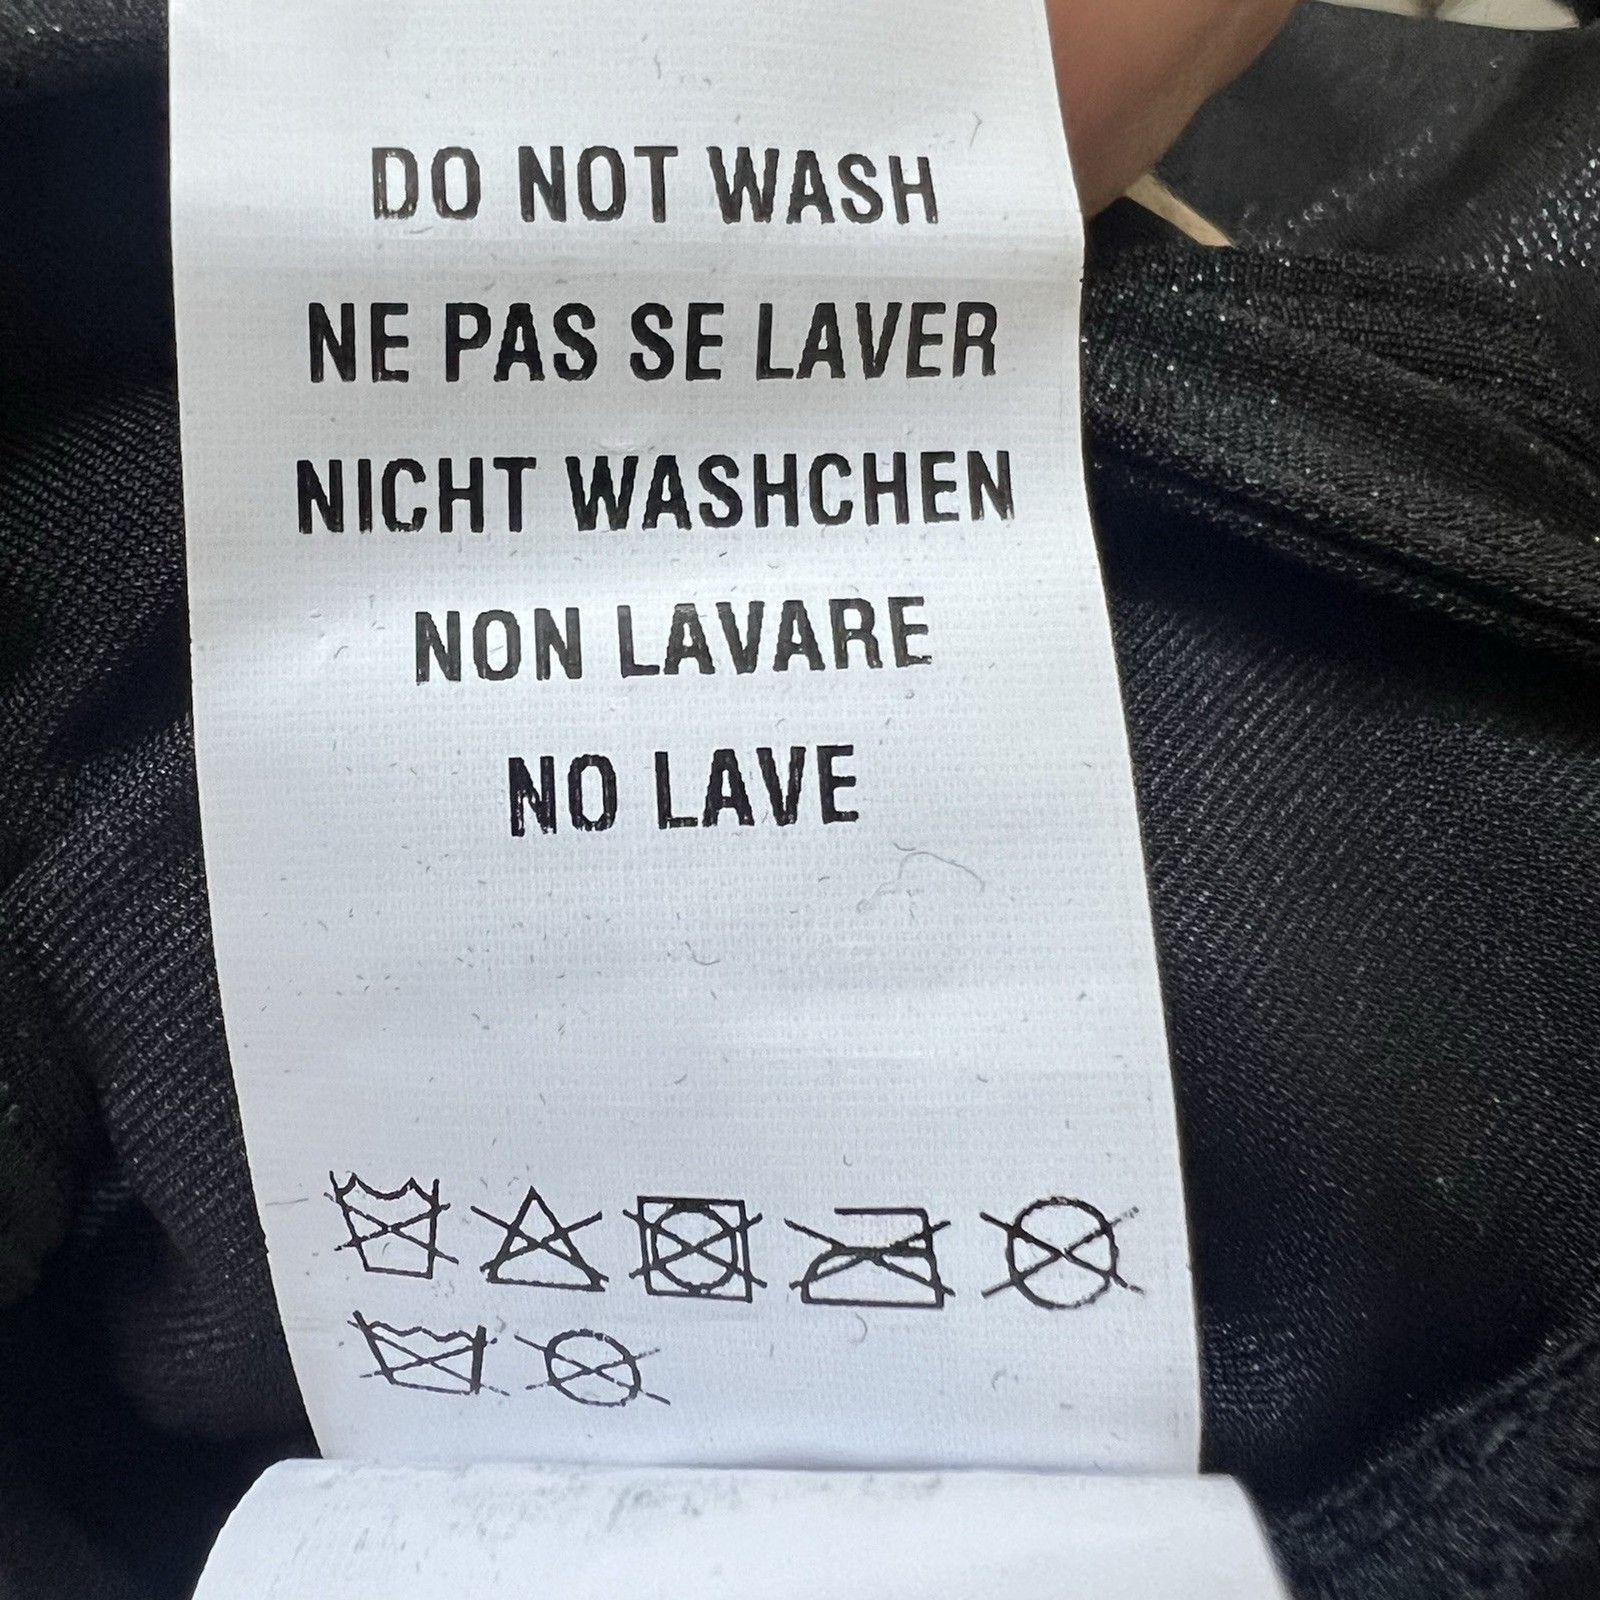 DO NOT WASH
NE PAS SE LAVER
NICHT WASHCHEN
NON LAVARE
NO LAVE